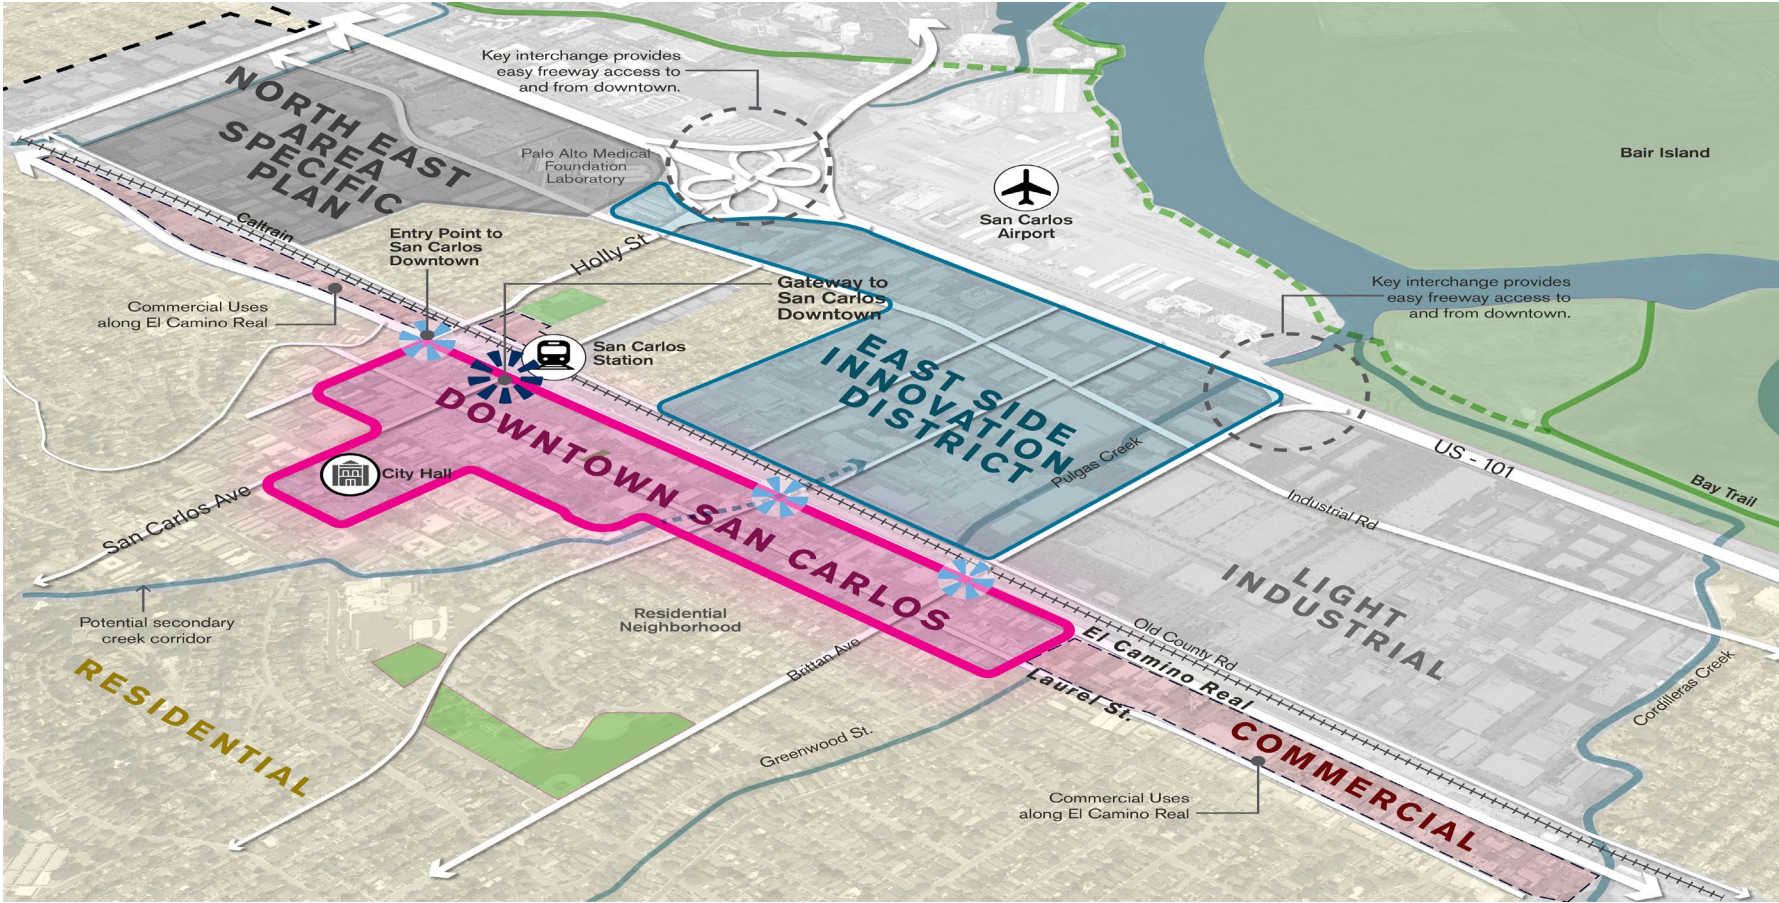 Key interchange provides
easy freeway access to
and from downtown.
NORTH EAST
AREA
SPECIFIC
PLAN
Palo Alto Medical
Foundation
Laboratory
Bair Island
San Carlos
Airport
Caltrain
Entry Point to
San Carlos
Downtown
Holly St
Gateway to
San Carlos
Downtown
Key interchange provides
easy freeway access to
and from downtown.
Commercial Uses
along El Camino Real
San Carlos
Station
EAST SIDE
INNOVATION
DISTRICT
DOWNTOWN SAN CARLOS
City Hall
Pulgas Creek
US - 101
Bay Trail
Industrial Rd
San Carlos Ave
LIGHT
INDUSTRIAL
Potential secondary
creek corridor
Residential
Neighborhood
Brittan Ave
Old County Rd
El Camino Real
Laurel St.
Cordilleras Creek
RESIDENTIAL
Greenwood St.
COMMERCIAL
Commercial Uses
along El Camino Real